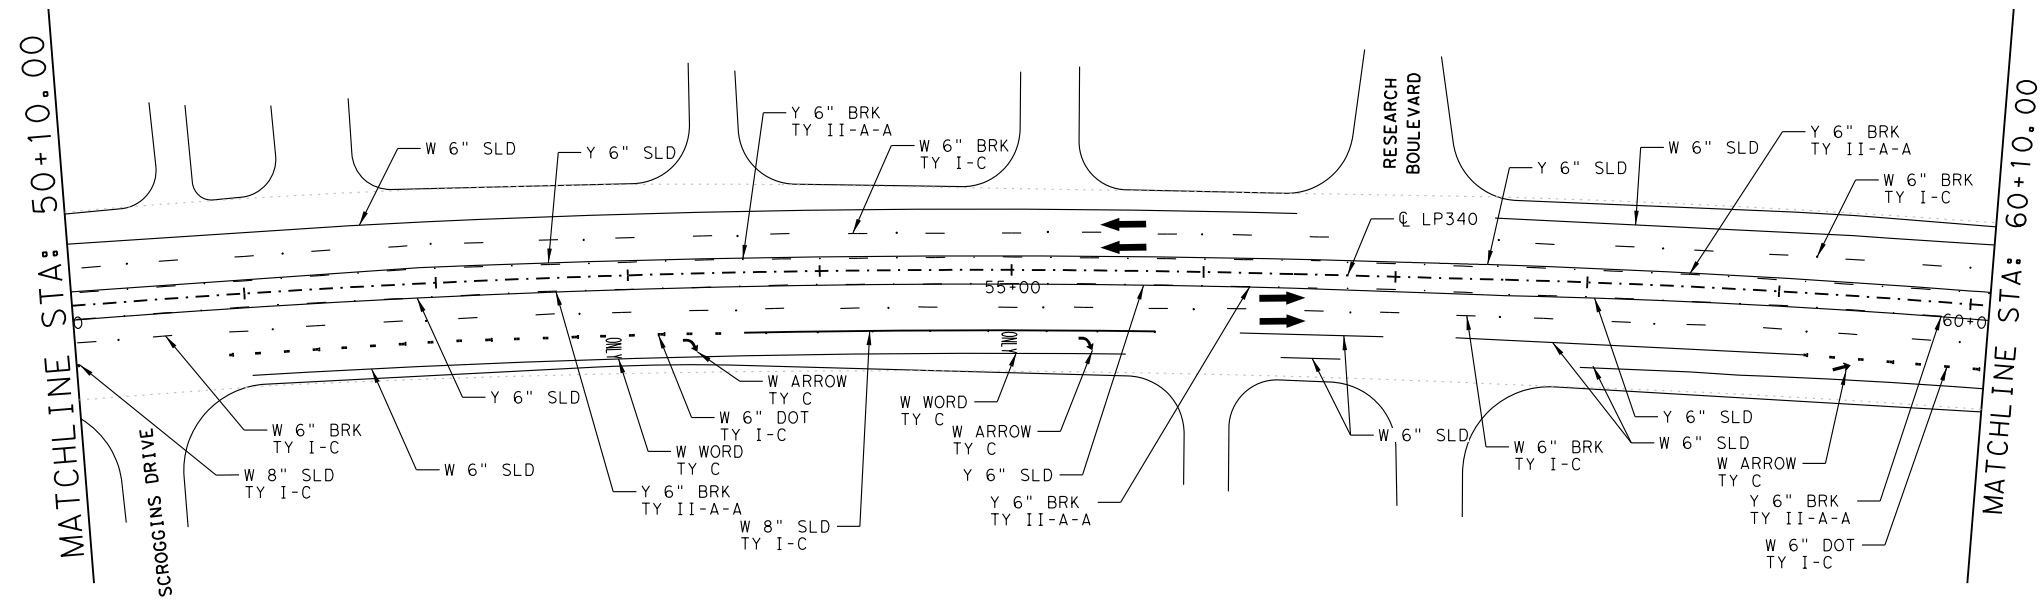 MATCHLINE STA: 50+10.00
W 6" SLD
Y 6" SLD
Y 6" BRK
TY II-A-A
W 6" BRK
TY I-C
RESEARCH
BOULEVARD
Y 6" SLD
W 6" SLD
Y 6" BRK
TY II-A-A
W 6" BRK
TY I-C
℄ LP340
55+00
60+0
0
ONLY
ONLY
W 6" BRK
TY I-C
W 8" SLD
TY I-C
SCROGGINS DRIVE
W 6" SLD
Y 6" SLD
Y 6" BRK
TY II-A-A
W WORD
TY C
W 6" DOT
TY I-C
W ARROW
TY C
W 8" SLD
TY I-C
W WORD
TY C
W ARROW
TY C
Y 6" SLD
Y 6" BRK
TY II-A-A
W 6" SLD
W 6" BRK
TY I-C
Y 6" SLD
W 6" SLD
W ARROW
TY C
Y 6" BRK
TY II-A-A
W 6" DOT
TY I-C
MATCHLINE STA: 60+10.00